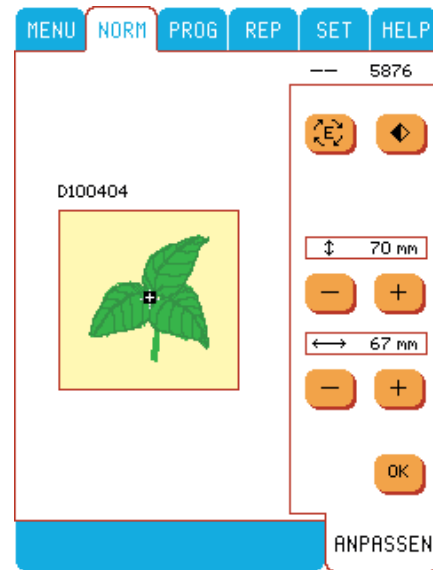 MENU NORM PROG REP SET HELP
-- 5876
E
D100404
↕ 70 mm
− +
↔ 67 mm
− +
OK
ANPASSEN